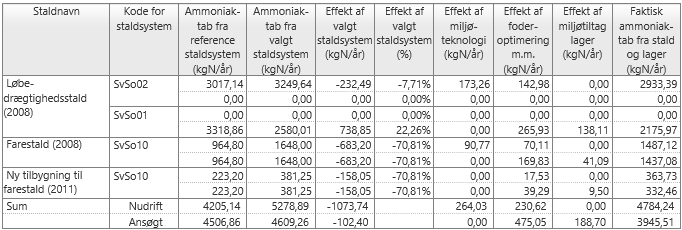 Staldnavn Kode for staldsystem Ammoniak-tab fra reference staldsystem (kgN/år) Ammoniak-tab fra valgt staldsystem (kgN/år) Effekt af valgt staldsystem (kgN/år) Effekt af valgt staldsystem (%) Effekt af miljø-teknologi (kgN/år) Effekt af foder-optimering m.m. (kgN/år) Effekt af miljøtiltag lager (kgN/år) Faktisk ammoniak-tab fra stald og lager (kgN/år)
Løbe- SvSo02 3017,14 3249,64 -232,49 -7,71% 173,26 142,98 0,00 2933,39
drægtighedsstald 0,00 0,00 0,00 0,00% 0,00 0,00 0,00 0,00
(2008) SvSo01 0,00 0,00 0,00 0,00% 0,00 0,00 0,00 0,00
3318,86 2580,01 738,85 22,26% 0,00 265,93 138,11 2175,97
Farestald (2008) SvSo10 964,80 1648,00 -683,20 -70,81% 90,77 70,11 0,00 1487,12
964,80 1648,00 -683,20 -70,81% 0,00 169,83 41,09 1437,08
Ny tilbygning til SvSo10 223,20 381,25 -158,05 -70,81% 0,00 17,53 0,00 363,73
farestald (2011) 223,20 381,25 -158,05 -70,81% 0,00 39,29 9,50 332,46
Sum Nudrift 4205,14 5278,89 -1073,74 264,03 230,62 0,00 4784,24
Ansøgt 4506,86 4609,26 -102,40 0,00 475,05 188,70 3945,51